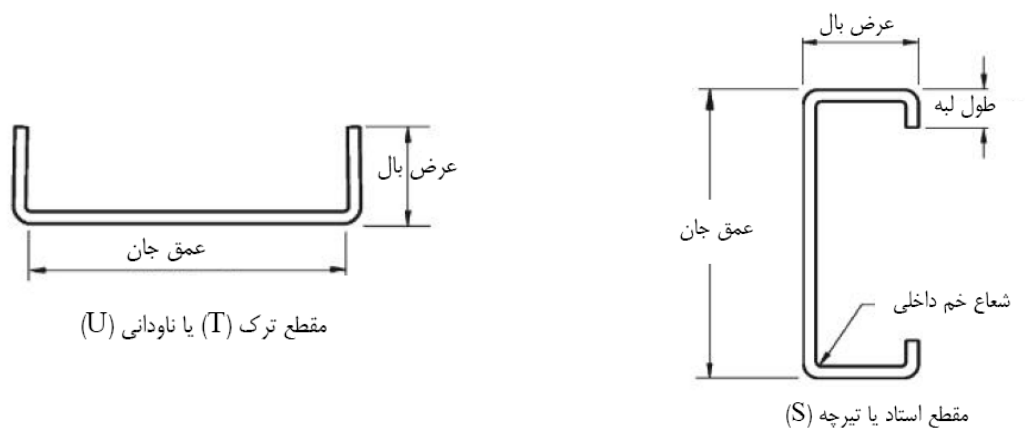 عرض بال
طول لبه
عمق جان
شعاع خم داخلی
مقطع استاد یا تیرچه (S)
عرض بال
عمق جان
مقطع ترک (T) یا ناودانی (U)